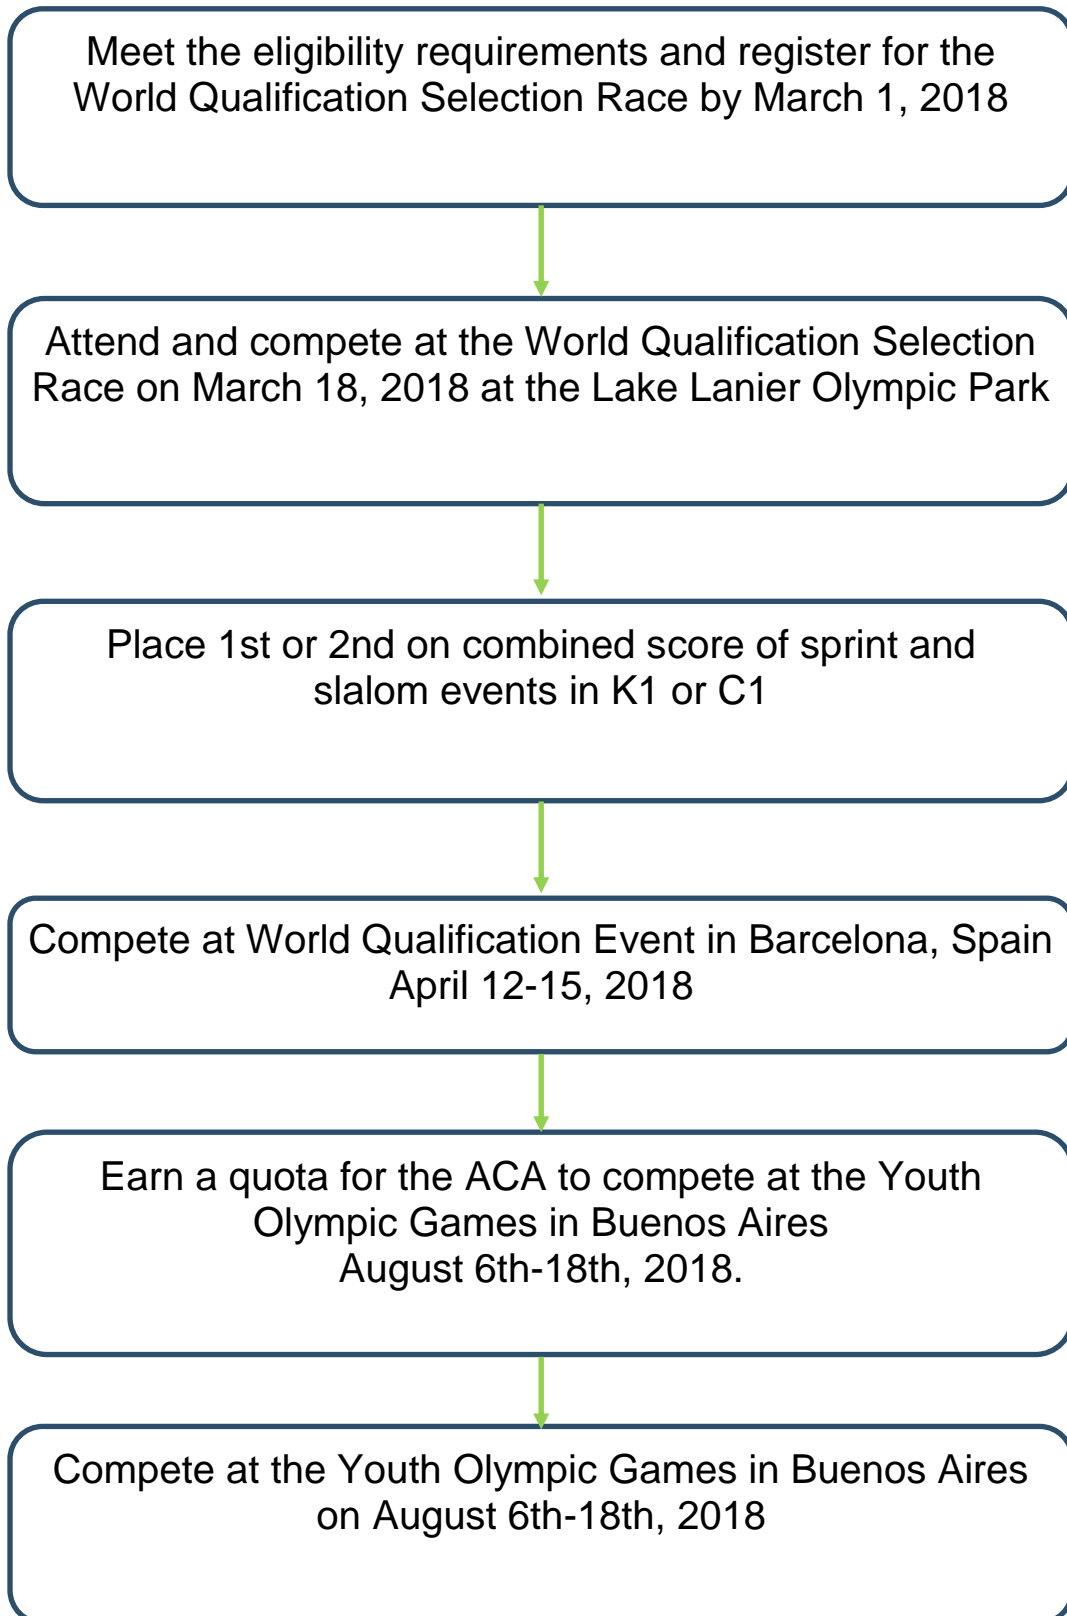 Meet the eligibility requirements and register for the
World Qualification Selection Race by March 1, 2018
Attend and compete at the World Qualification Selection
Race on March 18, 2018 at the Lake Lanier Olympic Park
Place 1st or 2nd on combined score of sprint and
slalom events in K1 or C1
Compete at World Qualification Event in Barcelona, Spain
April 12-15, 2018
Earn a quota for the ACA to compete at the Youth
Olympic Games in Buenos Aires
August 6th-18th, 2018.
Compete at the Youth Olympic Games in Buenos Aires
on August 6th-18th, 2018